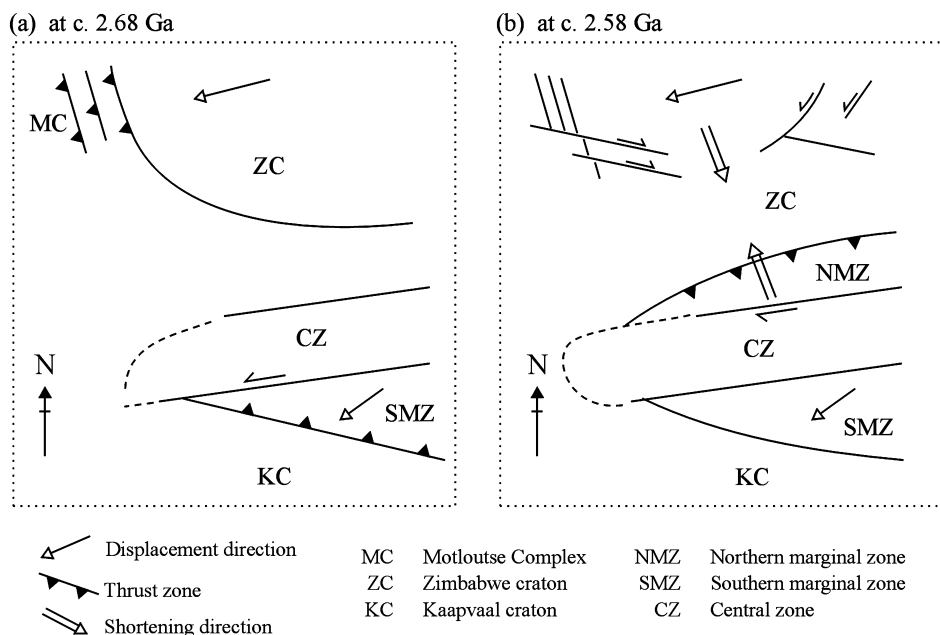 (a) at c. 2.68 Ga
MC
ZC
N
CZ
SMZ
KC
(b) at c. 2.58 Ga
ZC
NMZ
N
CZ
SMZ
KC
Displacement direction
Thrust zone
Shortening direction
MC Motloutse Complex
ZC Zimbabwe craton
KC Kaapvaal craton
NMZ Northern marginal zone
SMZ Southern marginal zone
CZ Central zone